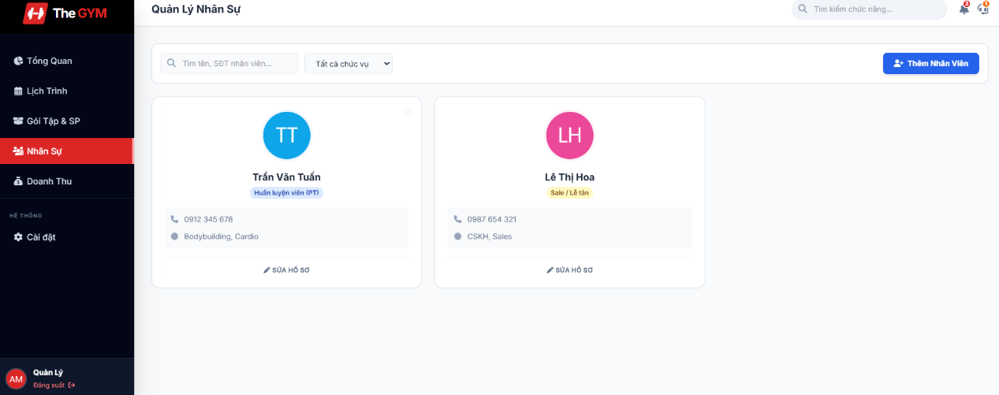 The GYM
Quản Lý Nhân Sự
Tìm kiếm chức năng...
3
1
Tổng Quan
Lịch Trình
Gói Tập & SP
Nhân Sự
Doanh Thu
HỆ THỐNG
Cài đặt
AM
Quản Lý
Đăng xuất
Tìm tên, SĐT nhân viên...
Tất cả chức vụ
Thêm Nhân Viên
TT
Trần Văn Tuấn
Huấn luyện viên (PT)
0912 345 678
Bodybuilding, Cardio
SỬA HỒ SƠ
LH
Lê Thị Hoa
Sale / Lễ tân
0987 654 321
CSKH, Sales
SỬA HỒ SƠ